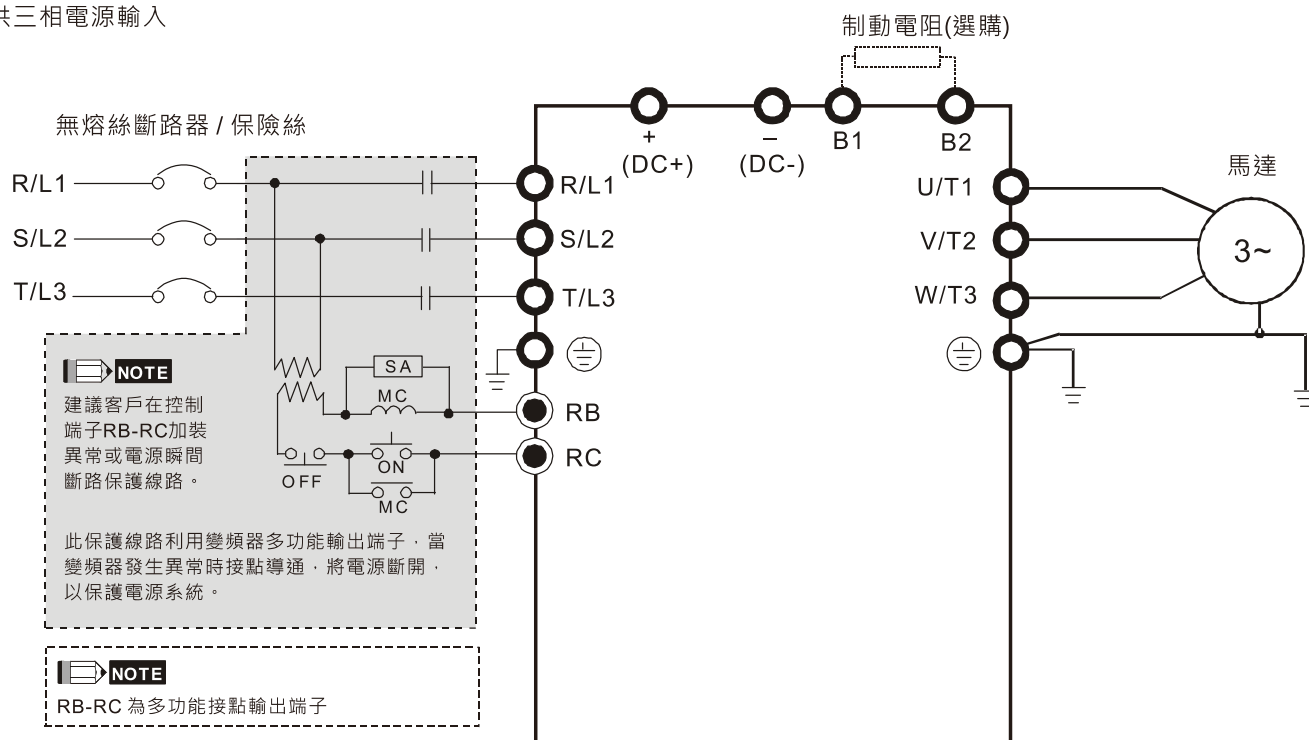 三相電源輸入
制動電阻(選購)
無熔絲斷路器 / 保險絲
+
(DC+)
−
(DC-)
B1
B2
馬達
R/L1
R/L1
U/T1
S/L2
S/L2
V/T2
3~
T/L3
T/L3
W/T3
NOTE
建議客戶在控制
端子RB-RC加裝
異常或電源瞬間
斷路保護線路。
SA
MC
RB
ON
RC
OFF
MC
此保護線路利用變頻器多功能輸出端子，當
變頻器發生異常時接點導通，將電源斷開，
以保護電源系統。
NOTE
RB-RC 為多功能接點輸出端子